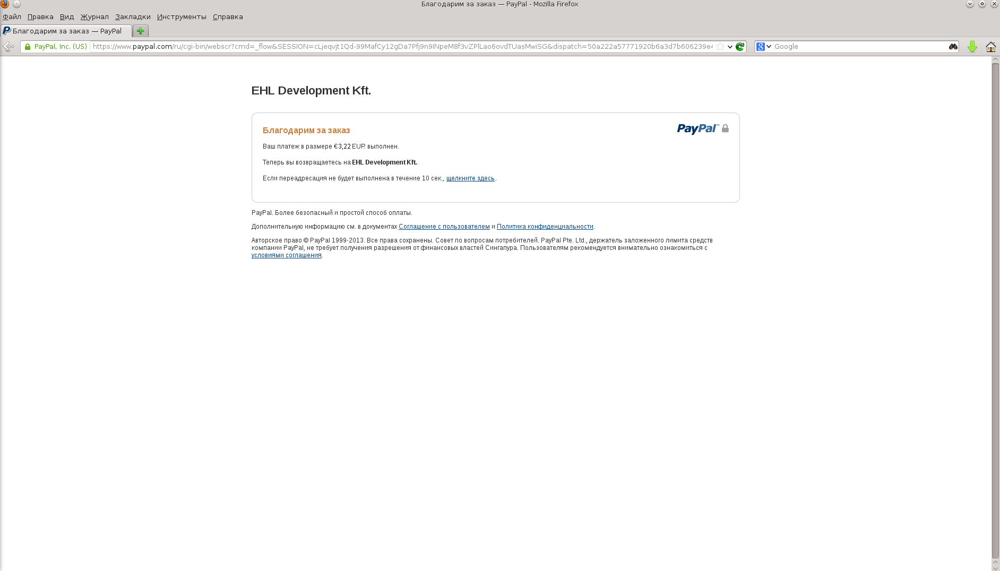 Благодарим за заказ — PayPal - Mozilla Firefox
Файл Правка Вид Журнал Закладки Инструменты Справка
Благодарим за заказ — PayPal
PayPal, Inc. (US) https://www.paypal.com/ru/cgi-bin/webscr?cmd=_flow&SESSION=cLjeqvjt1Qd-99MafCy12gDa7Pfj9n9INpeM8f3vZPlLao6ovdTUasMwiSG&dispatch=50a222a57771920b6a3d7b606239e4 Google
EHL Development Kft.
Благодарим за заказ PayPal
Ваш платеж в размере €3,22 EUR выполнен.
Теперь вы возвращаетесь на EHL Development Kft..
Если переадресация не будет выполнена в течение 10 сек., щелкните здесь.
PayPal. Более безопасный и простой способ оплаты.
Дополнительную информацию см. в документах Соглашение с пользователем и Политика конфиденциальности.
Авторское право © PayPal 1999-2013. Все права сохранены. Совет по вопросам потребителей. PayPal Pte. Ltd., держатель заложенного лимита средств
компании PayPal, не требует получения разрешения от финансовых властей Сингапура. Пользователям рекомендуется внимательно ознакомиться с
условиями соглашения.